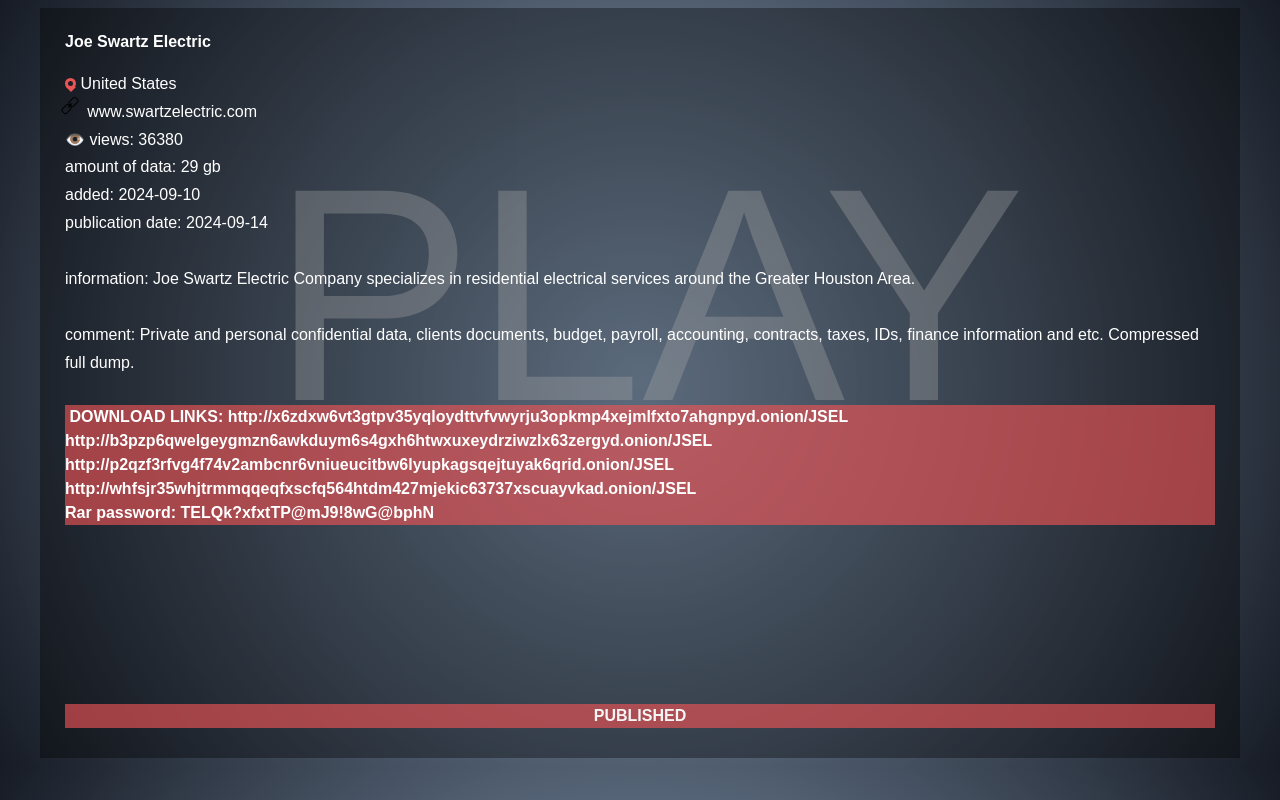 Joe Swartz Electric
United States
www.swartzelectric.com
views: 36380
amount of data: 29 gb
added: 2024-09-10
publication date: 2024-09-14
PLAY
information: Joe Swartz Electric Company specializes in residential electrical services around the Greater Houston Area.
comment: Private and personal confidential data, clients documents, budget, payroll, accounting, contracts, taxes, IDs, finance information and etc. Compressed
full dump.
DOWNLOAD LINKS: http://x6zdxw6vt3gtpv35yqloydttvfvwyrju3opkmp4xejmlfxto7ahgnpyd.onion/JSEL
http://b3pzp6qwelgeygmzn6awkduym6s4gxh6htwxuxeydrziwzlx63zergyd.onion/JSEL
http://p2qzf3rfvg4f74v2ambcnr6vniueucitbw6lyupkagsqejtuyak6qrid.onion/JSEL
http://whfsjr35whjtrmmqqeqfxscfq564htdm427mjekic63737xscuayvkad.onion/JSEL
Rar password: TELQk?xfxtTP@mJ9!8wG@bphN
PUBLISHED